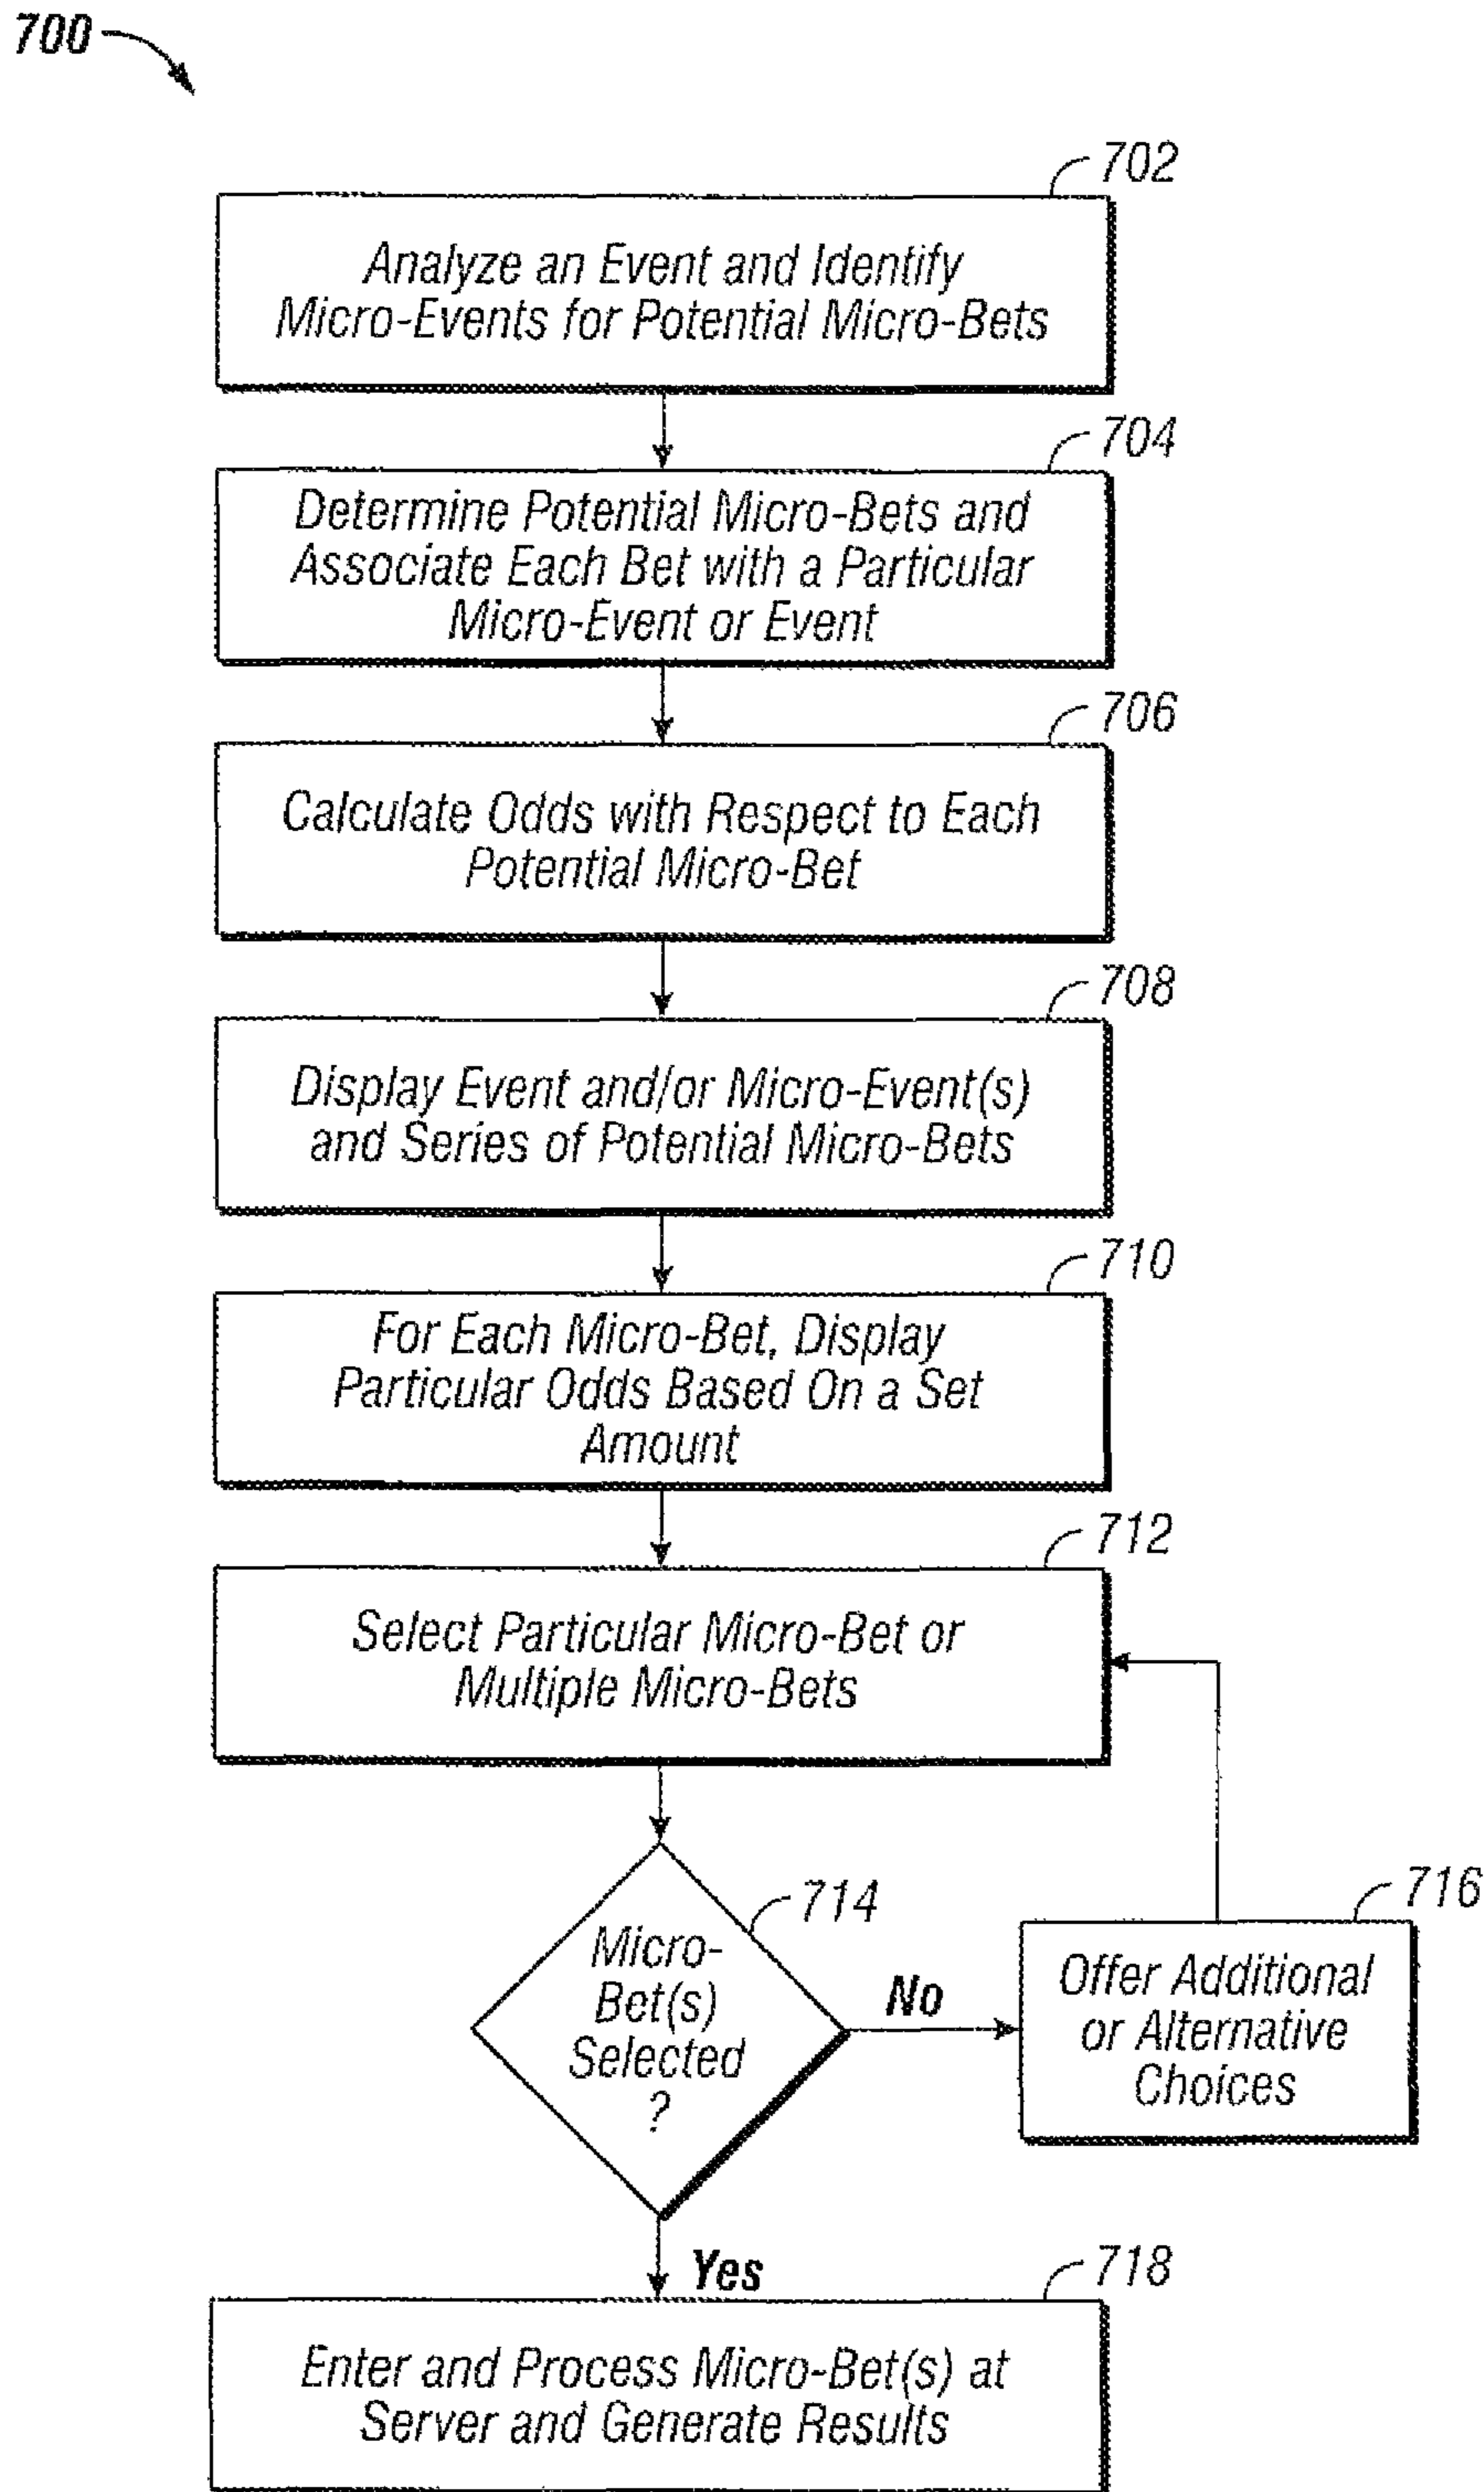 700
702
Analyze an Event and Identify
Micro-Events for Potential Micro-Bets
704
Determine Potential Micro-Bets and
Associate Each Bet with a Particular
Micro-Event or Event
706
Calculate Odds with Respect to Each
Potential Micro-Bet
708
Display Event and/or Micro-Event(s)
and Series of Potential Micro-Bets
710
For Each Micro-Bet, Display
Particular Odds Based On a Set
Amount
712
Select Particular Micro-Bet or
Multiple Micro-Bets
714
Micro-
Bet(s)
Selected
?
No
716
Offer Additional
or Alternative
Choices
Yes
718
Enter and Process Micro-Bet(s) at
Server and Generate Results